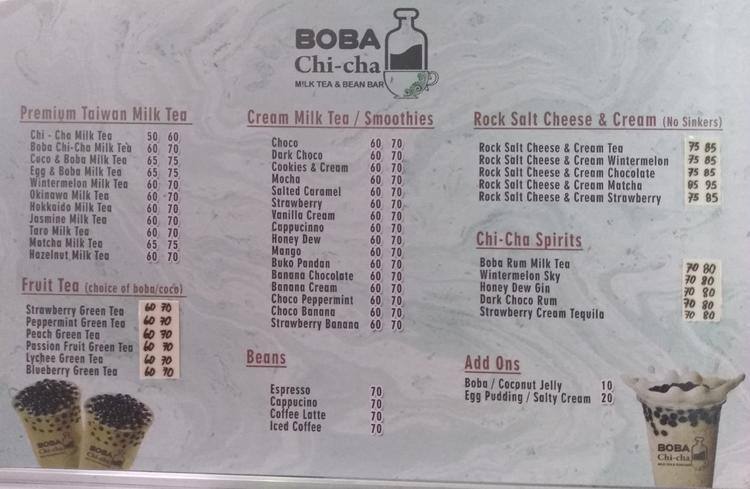 BOBA
Chi-cha
MILK TEA & BEAN BAR
Premium Taiwan Milk Tea
Chi - Cha Milk Tea 50 60
Boba Chi-Cha Milk Tea 60 70
Coco & Boba Milk Tea 65 75
Egg & Boba Milk Tea 65 75
Wintermelon Milk Tea 60 70
Okinawa Milk Tea 60 70
Hokkaido Milk Tea 60 70
Jasmine Milk Tea 60 70
Taro Milk Tea 60 70
Matcha Milk Tea 65 75
Hazelnut Milk Tea 60 70
Fruit Tea (choice of boba/coco)
Strawberry Green Tea 60 70
Peppermint Green Tea 60 70
Peach Green Tea 60 70
Passion Fruit Green Tea 60 70
Lychee Green Tea 60 70
Blueberry Green Tea 60 70
Cream Milk Tea / Smoothies
Choco 60 70
Dark Choco 60 70
Cookies & Cream 60 70
Mocha 60 70
Salted Caramel 60 70
Strawberry 60 70
Vanilla Cream 60 70
Cappucinno 60 70
Honey Dew 60 70
Mango 60 70
Buko Pandan 60 70
Banana Chocolate 60 70
Banana Cream 60 70
Choco Peppermint 60 70
Choco Banana 60 70
Strawberry Banana 60 70
Beans
Espresso 70
Cappucino 70
Coffee Latte 70
Iced Coffee 70
Rock Salt Cheese & Cream (No Sinkers)
Rock Salt Cheese & Cream Tea 75 85
Rock Salt Cheese & Cream Wintermelon 75 85
Rock Salt Cheese & Cream Chocolate 75 85
Rock Salt Cheese & Cream Matcha 85 95
Rock Salt Cheese & Cream Strawberry 75 85
Chi-Cha Spirits
Boba Rum Milk Tea 70 80
Wintermelon Sky 70 80
Honey Dew Gin 70 80
Dark Choco Rum 70 80
Strawberry Cream Tequila 70 80
Add Ons
Boba / Coconut Jelly 10
Egg Pudding / Salty Cream 20
BOBA
Chi-cha
BOBA
Chi-cha
BOBA
Chi-cha
MILK TEA & BEAN BAR